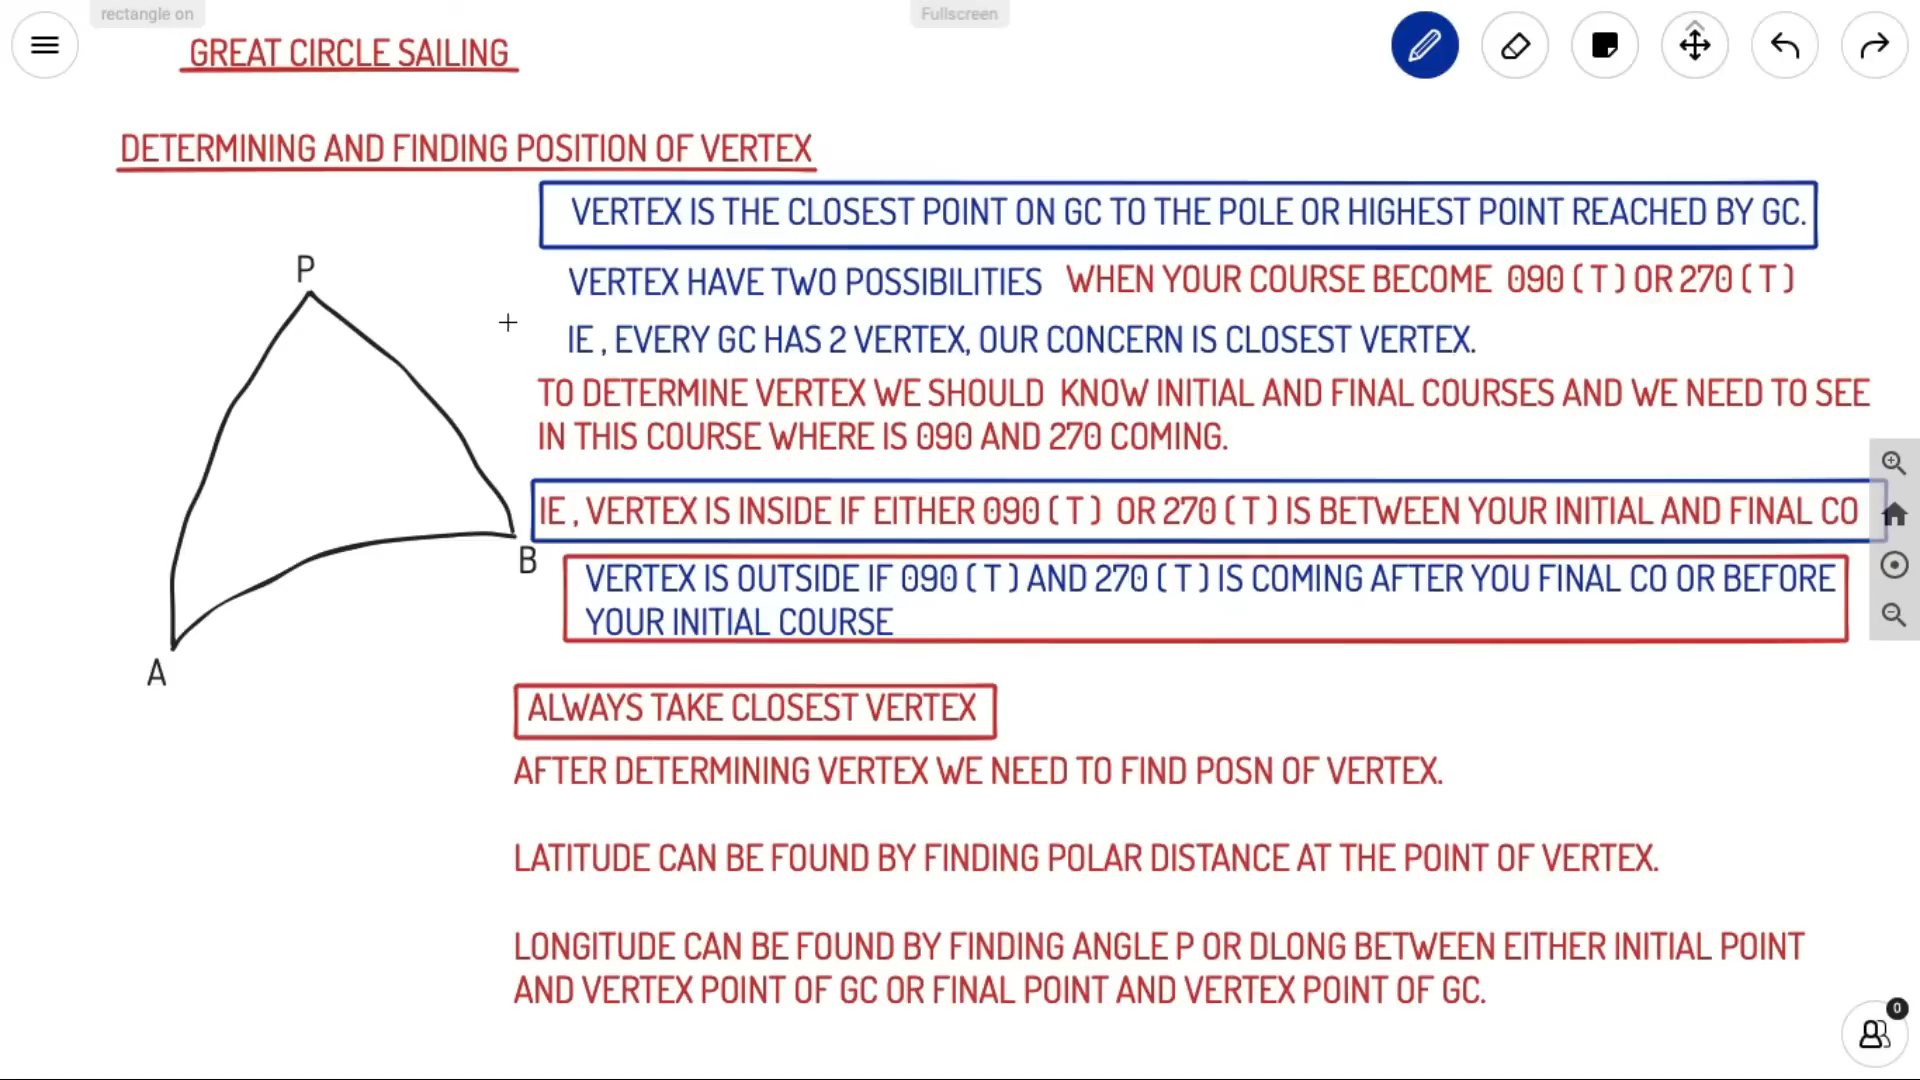 rectangle on
Fullscreen
GREAT CIRCLE SAILING
DETERMINING AND FINDING POSITION OF VERTEX
VERTEX IS THE CLOSEST POINT ON GC TO THE POLE OR HIGHEST POINT REACHED BY GC.
P
VERTEX HAVE TWO POSSIBILITIES WHEN YOUR COURSE BECOME 090 ( T ) OR 270 ( T )
IE , EVERY GC HAS 2 VERTEX, OUR CONCERN IS CLOSEST VERTEX.
TO DETERMINE VERTEX WE SHOULD KNOW INITIAL AND FINAL COURSES AND WE NEED TO SEE
IN THIS COURSE WHERE IS 090 AND 270 COMING.
IE , VERTEX IS INSIDE IF EITHER 090 ( T ) OR 270 ( T ) IS BETWEEN YOUR INITIAL AND FINAL CO
B
VERTEX IS OUTSIDE IF 090 ( T ) AND 270 ( T ) IS COMING AFTER YOU FINAL CO OR BEFORE
YOUR INITIAL COURSE
A
ALWAYS TAKE CLOSEST VERTEX
AFTER DETERMINING VERTEX WE NEED TO FIND POSN OF VERTEX.
LATITUDE CAN BE FOUND BY FINDING POLAR DISTANCE AT THE POINT OF VERTEX.
LONGITUDE CAN BE FOUND BY FINDING ANGLE P OR DLONG BETWEEN EITHER INITIAL POINT
AND VERTEX POINT OF GC OR FINAL POINT AND VERTEX POINT OF GC.
0